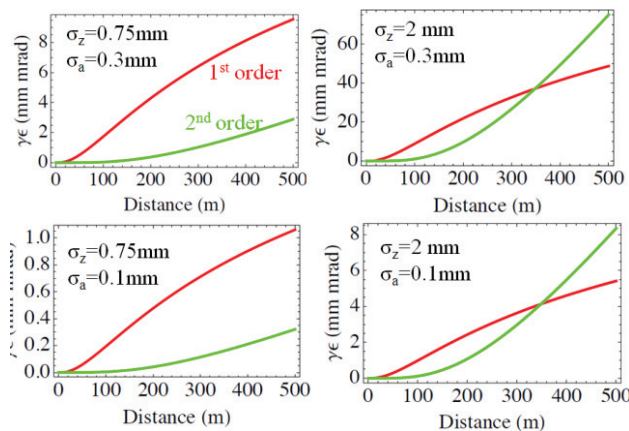 σz=0.75mm
σa=0.3mm
1st order
2nd order
γϵ (mm mrad)
8
6
4
2
0
0 100 200 300 400 500
Distance (m)
σz=2 mm
σa=0.3mm
γϵ (mm mrad)
60
40
20
0
0 100 200 300 400 500
Distance (m)
σz=0.75mm
σa=0.1mm
ϵ (mm mrad)
1.0
0.8
0.6
0.4
0.2
0.0
0 100 200 300 400 500
Distance (m)
σz=2 mm
σa=0.1mm
γϵ (mm mrad)
8
6
4
2
0
0 100 200 300 400 500
Distance (m)